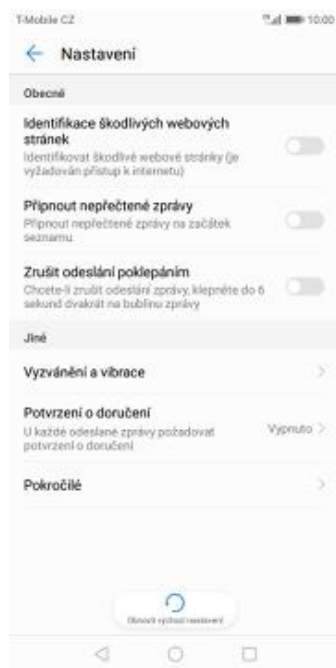 T-Mobile CZ 10:00
Nastavení
Obecné
Identifikace škodlivých webových
stránek
Identifikovat škodlivé webové stránky (je
vyžadován přístup k internetu)
Připnout nepřečtené zprávy
Připnout nepřečtené zprávy na začátek
seznamu.
Zrušit odeslání poklepáním
Chcete-li zrušit odeslání zprávy, klepněte do 6
sekund dvakrát na bublinu zprávy
Jiné
Vyzvánění a vibrace
Potvrzení o doručení
U každé odeslané zprávy požadovat
potvrzení o doručení
Vypnuto
Pokročilé
Obnovit výchozí nastavení